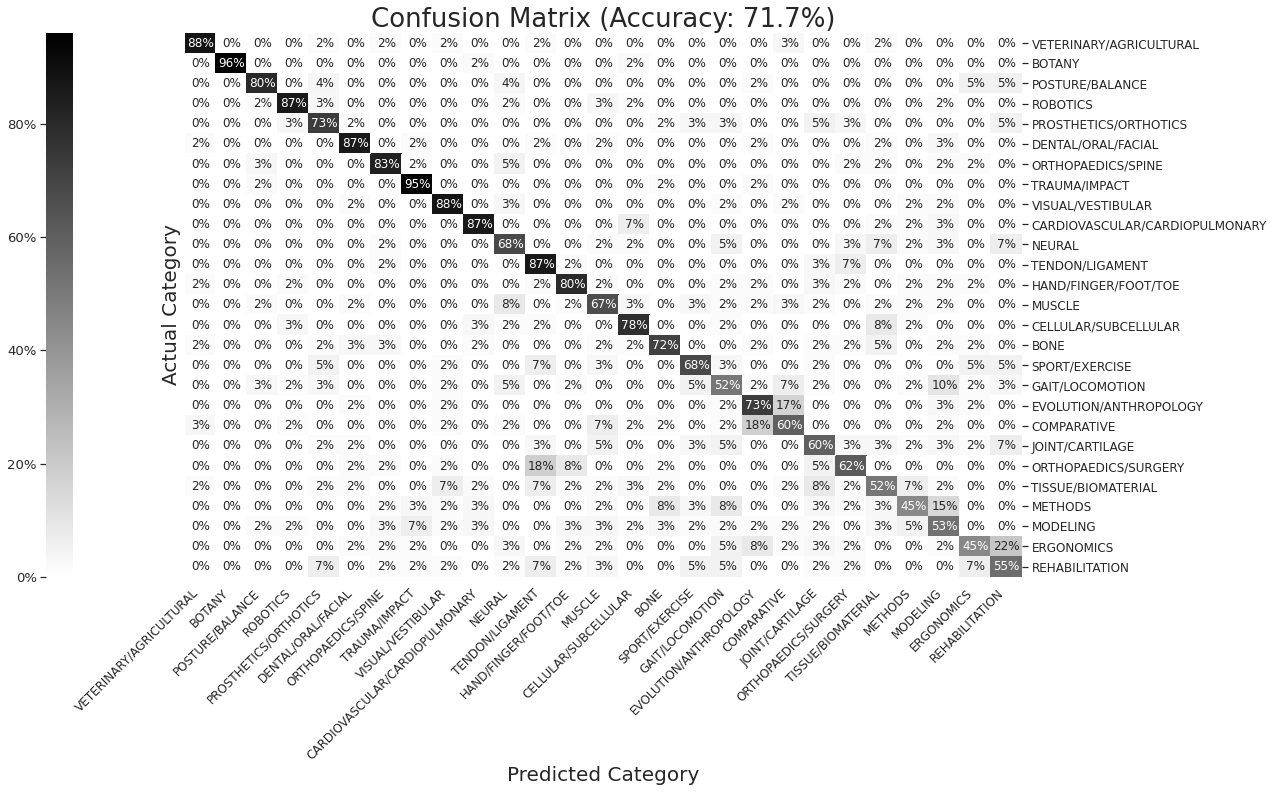 Confusion Matrix (Accuracy: 71.7%)
88% 0% 0% 0% 2% 0% 2% 0% 2% 0% 0% 2% 0% 0% 0% 0% 0% 0% 0% 3% 0% 0% 2% 0% 0% 0% 0% VETERINARY/AGRICULTURAL
0% 96% 0% 0% 0% 0% 0% 0% 0% 2% 0% 0% 0% 0% 2% 0% 0% 0% 0% 0% 0% 0% 0% 0% 0% 0% 0% BOTANY
0% 0% 80% 0% 4% 0% 0% 0% 0% 0% 4% 0% 0% 0% 0% 0% 0% 0% 2% 0% 0% 0% 0% 0% 0% 5% 5% POSTURE/BALANCE
0% 0% 2% 87% 3% 0% 0% 0% 0% 0% 2% 0% 0% 3% 2% 0% 0% 0% 0% 0% 0% 0% 0% 0% 2% 0% 0% ROBOTICS
80%
0% 0% 0% 3% 73% 2% 0% 0% 0% 0% 0% 0% 0% 0% 0% 2% 3% 3% 0% 0% 5% 3% 0% 0% 0% 0% 5% PROSTHETICS/ORTHOTICS
2% 0% 0% 0% 0% 87% 0% 2% 0% 0% 0% 2% 0% 0% 2% 0% 0% 0% 0% 0% 2% 0% 0% 0% 3% 0% 0% DENTAL/ORAL/FACIAL
0% 0% 3% 0% 0% 0% 83% 2% 0% 0% 5% 0% 0% 0% 0% 0% 0% 0% 0% 0% 0% 2% 2% 0% 2% 2% 0% ORTHOPAEDICS/SPINE
0% 0% 2% 0% 0% 0% 0% 95% 0% 0% 0% 0% 0% 0% 0% 2% 0% 0% 2% 0% 0% 0% 0% 0% 0% 0% 0% TRAUMA/IMPACT
0% 0% 0% 0% 0% 2% 0% 0% 88% 0% 3% 0% 0% 0% 0% 0% 0% 0% 0% 2% 0% 0% 0% 2% 2% 0% 0% VISUAL/VESTIBULAR
60%
0% 0% 0% 0% 0% 0% 0% 0% 0% 87% 0% 0% 0% 0% 7% 0% 0% 0% 0% 0% 0% 0% 2% 2% 3% 0% 0% CARDIOVASCULAR/CARDIOPULMONARY
0% 0% 0% 0% 0% 0% 2% 0% 0% 0% 68% 0% 0% 2% 2% 0% 0% 5% 0% 0% 0% 3% 7% 2% 3% 0% 7% NEURAL
0% 0% 0% 0% 0% 0% 2% 0% 0% 0% 0% 87% 2% 0% 0% 0% 0% 0% 0% 0% 3% 7% 0% 0% 0% 0% 0% TENDON/LIGAMENT
2% 0% 0% 0% 2% 0% 0% 0% 0% 0% 0% 2% 80% 2% 0% 0% 2% 0% 2% 0% 3% 2% 0% 2% 2% 0% 2% HAND/FINGER/FOOT/TOE
0% 0% 2% 0% 2% 0% 0% 0% 0% 0% 8% 0% 2% 67% 3% 0% 3% 2% 2% 3% 2% 0% 2% 2% 2% 0% 0% MUSCLE
0% 0% 0% 3% 0% 0% 0% 0% 0% 3% 2% 2% 0% 0% 78% 0% 0% 2% 0% 0% 0% 0% 8% 2% 0% 0% 0% CELLULAR/SUBCELLULAR
40%
2% 0% 0% 0% 2% 3% 3% 0% 0% 0% 0% 0% 0% 2% 2% 72% 0% 0% 2% 0% 2% 2% 5% 2% 0% 2% 0% BONE
0% 0% 0% 0% 5% 0% 0% 0% 2% 0% 0% 7% 0% 3% 0% 0% 68% 3% 0% 0% 2% 0% 0% 0% 0% 5% 5% SPORT/EXERCISE
0% 0% 3% 2% 3% 0% 0% 0% 0% 0% 5% 0% 2% 0% 0% 0% 5% 52% 2% 7% 2% 0% 0% 2% 10% 2% 3% GAIT/LOCOMOTION
0% 0% 0% 0% 0% 2% 0% 0% 2% 0% 0% 0% 0% 0% 0% 0% 0% 2% 73% 17% 0% 0% 0% 0% 3% 2% 0% EVOLUTION/ANTHROPOLOGY
3% 0% 0% 2% 0% 0% 0% 0% 2% 0% 2% 0% 0% 7% 2% 2% 0% 2% 18% 60% 0% 0% 0% 0% 2% 0% 0% COMPARATIVE
0% 0% 0% 2% 2% 0% 0% 0% 0% 0% 0% 3% 0% 5% 0% 0% 3% 5% 0% 0% 60% 3% 3% 2% 3% 2% 7% JOINT/CARTILAGE
20%
0% 0% 0% 0% 0% 2% 2% 0% 2% 0% 0% 18% 8% 0% 0% 2% 0% 0% 0% 0% 5% 62% 0% 0% 0% 0% 0% ORTHOPAEDICS/SURGERY
2% 0% 0% 2% 2% 0% 2% 0% 7% 2% 0% 7% 2% 2% 3% 2% 0% 0% 0% 0% 8% 2% 52% 7% 2% 0% 0% TISSUE/BIOMATERIAL
0% 0% 0% 0% 2% 0% 2% 3% 2% 3% 0% 0% 0% 0% 0% 8% 3% 8% 0% 0% 3% 2% 3% 45% 15% 0% 0% METHODS
0% 0% 2% 2% 0% 0% 3% 7% 2% 3% 0% 0% 3% 3% 2% 3% 2% 2% 2% 2% 2% 0% 3% 5% 53% 0% 0% MODELING
0% 0% 0% 0% 2% 0% 2% 2% 0% 0% 3% 0% 2% 2% 0% 0% 0% 5% 8% 2% 3% 2% 0% 0% 2% 45% 22% ERGONOMICS
0% 0% 0% 0% 7% 0% 2% 2% 2% 0% 2% 7% 2% 3% 0% 0% 5% 5% 0% 0% 2% 2% 0% 0% 0% 7% 55% REHABILITATION
0%
Actual Category
VETERINARY/AGRICULTURAL
BOTANY
POSTURE/BALANCE
ROBOTICS
PROSTHETICS/ORTHOTICS
DENTAL/ORAL/FACIAL
ORTHOPAEDICS/SPINE
TRAUMA/IMPACT
VISUAL/VESTIBULAR
CARDIOVASCULAR/CARDIOPULMONARY
NEURAL
TENDON/LIGAMENT
HAND/FINGER/FOOT/TOE
MUSCLE
CELLULAR/SUBCELLULAR
BONE
SPORT/EXERCISE
GAIT/LOCOMOTION
EVOLUTION/ANTHROPOLOGY
COMPARATIVE
JOINT/CARTILAGE
ORTHOPAEDICS/SURGERY
TISSUE/BIOMATERIAL
METHODS
MODELING
ERGONOMICS
REHABILITATION
Predicted Category